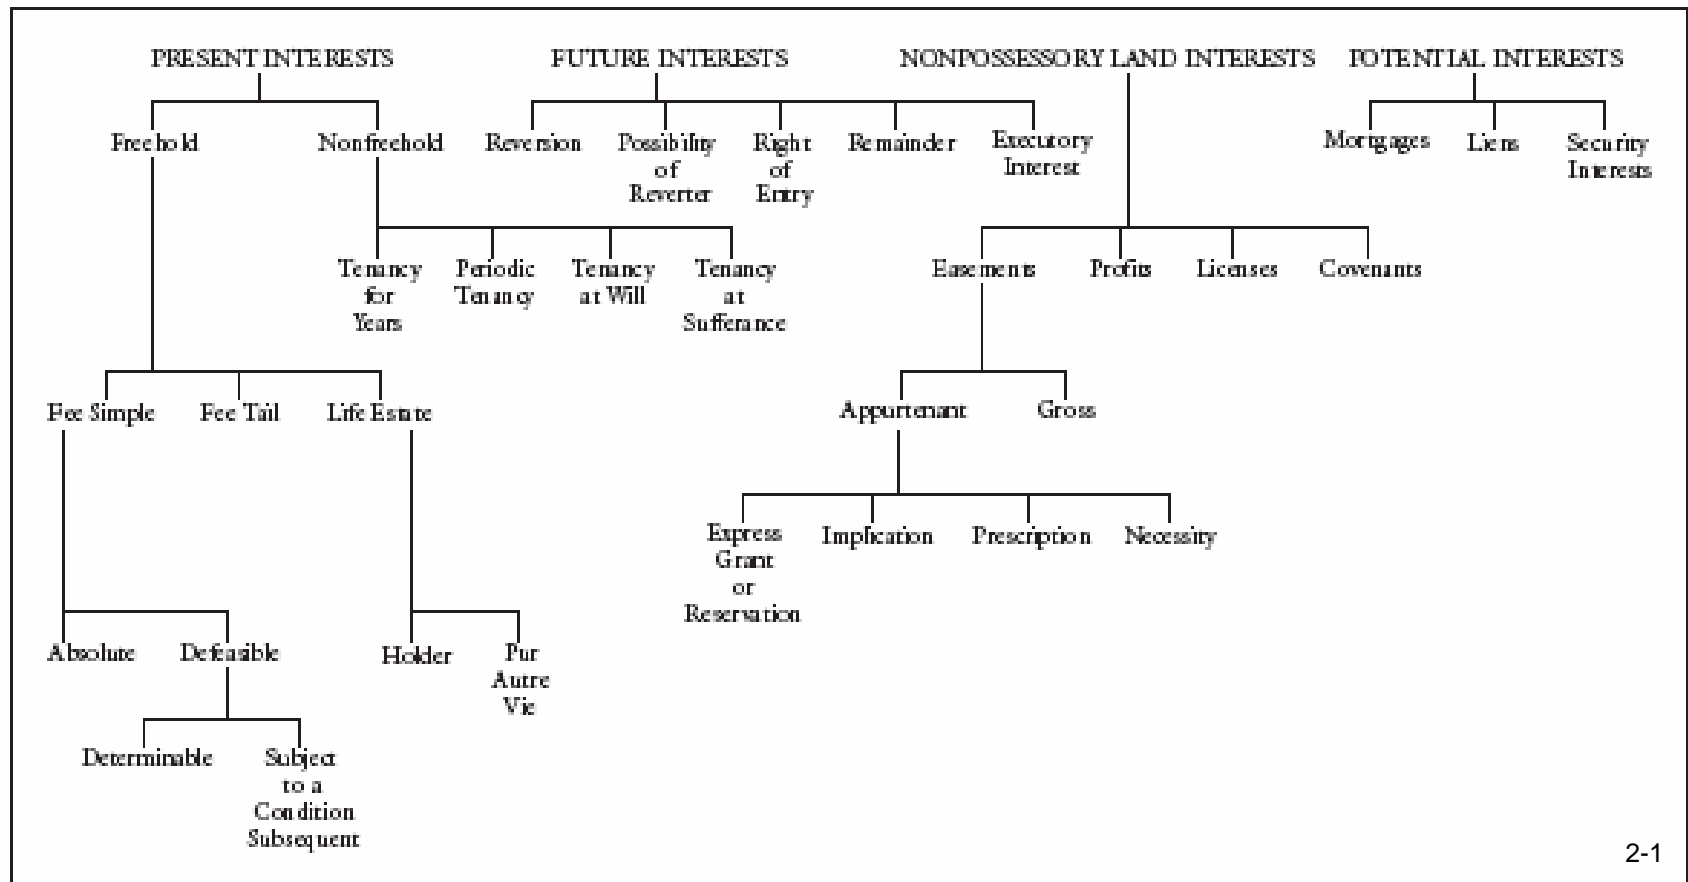 PRESENT INTERESTS
FUTURE INTERESTS
NONPOSSESSORY LAND INTERESTS
POTENTIAL INTERESTS
Freehold
Nonfreehold
Reversion
Possibility
of
Reverter
Right
of
Entry
Remainder
Executory
Interest
Mortgages
Liens
Security
Interests
Tenancy
for
Years
Periodic
Tenancy
Tenancy
at Will
Tenancy
at
Sufferance
Easements
Profits
Licenses
Covenants
Fee Simple
Fee Tail
Life Estate
Appurtenant
Gross
Express
Grant
or
Reservation
Implication
Prescription
Necessity
Absolute
Defeasible
Holder
Pur
Autre
Vie
Determinable
Subject
to a
Condition
Subsequent
2-1